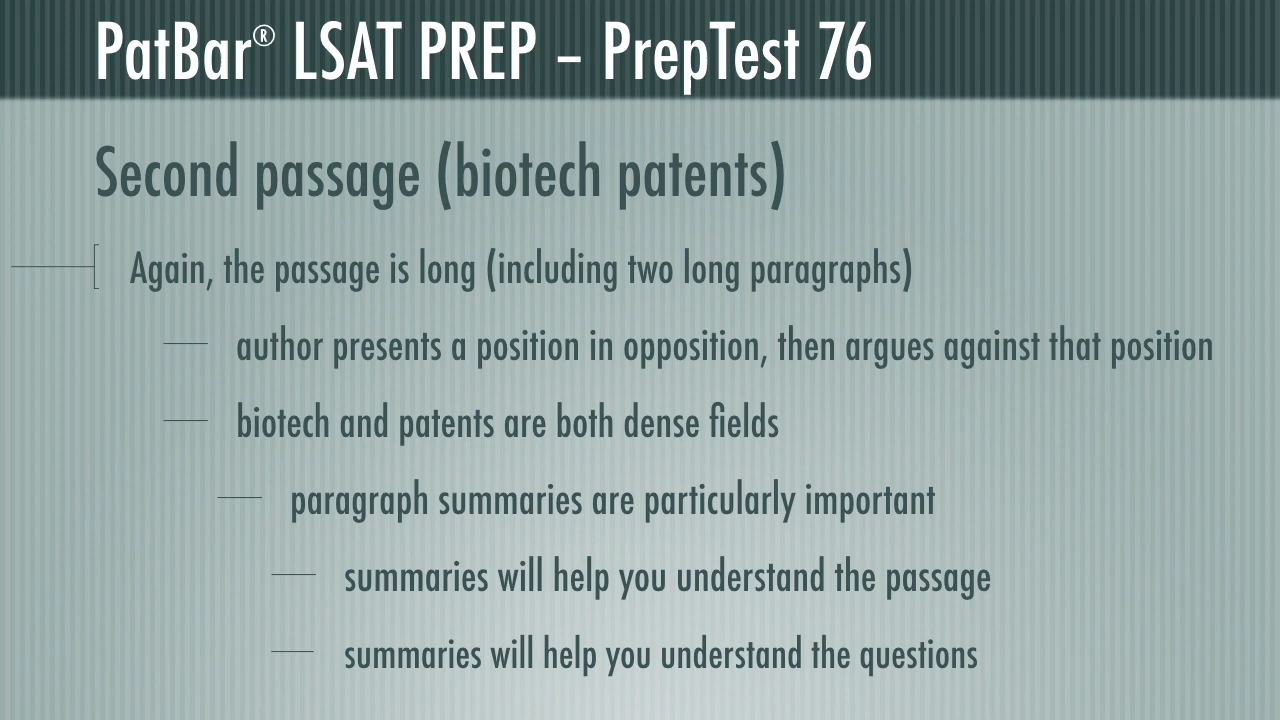 PatBar® LSAT PREP – PrepTest 76
Second passage (biotech patents)
Again, the passage is long (including two long paragraphs)
author presents a position in opposition, then argues against that position
biotech and patents are both dense fields
paragraph summaries are particularly important
summaries will help you understand the passage
summaries will help you understand the questions